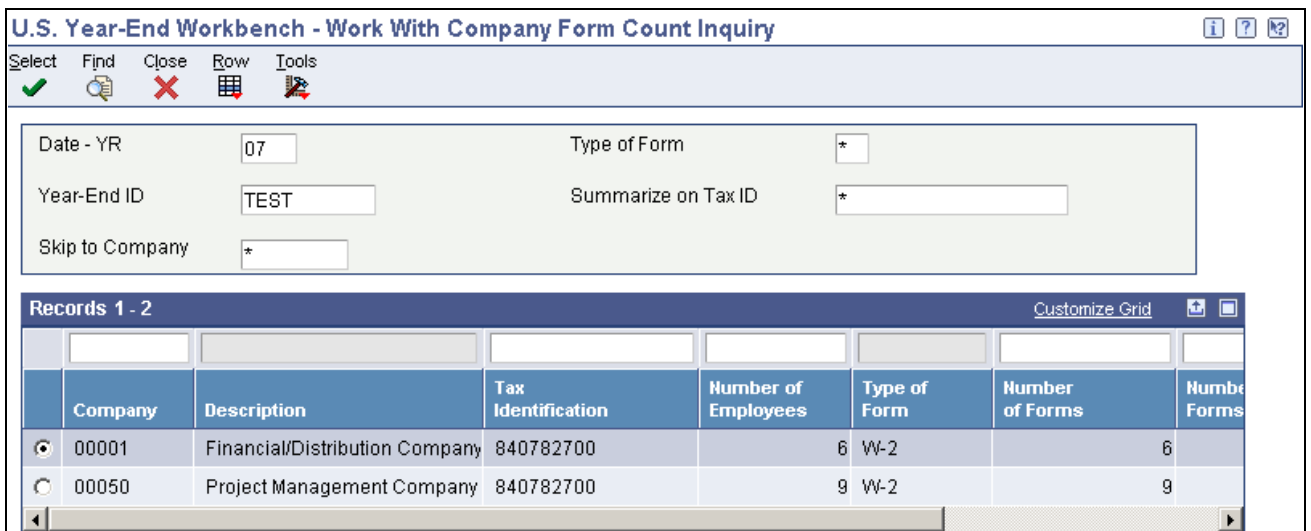 U.S. Year-End Workbench - Work With Company Form Count Inquiry
Select Find Close Row Tools
Date - YR 07 Type of Form *
Year-End ID TEST Summarize on Tax ID *
Skip to Company *
Records 1 - 2 Customize Grid
Company Description Tax Identification Number of Employees Type of Form Number of Forms Numbe Forms
00001 Financial/Distribution Company 840782700 6 W-2 6
00050 Project Management Company 840782700 9 W-2 9